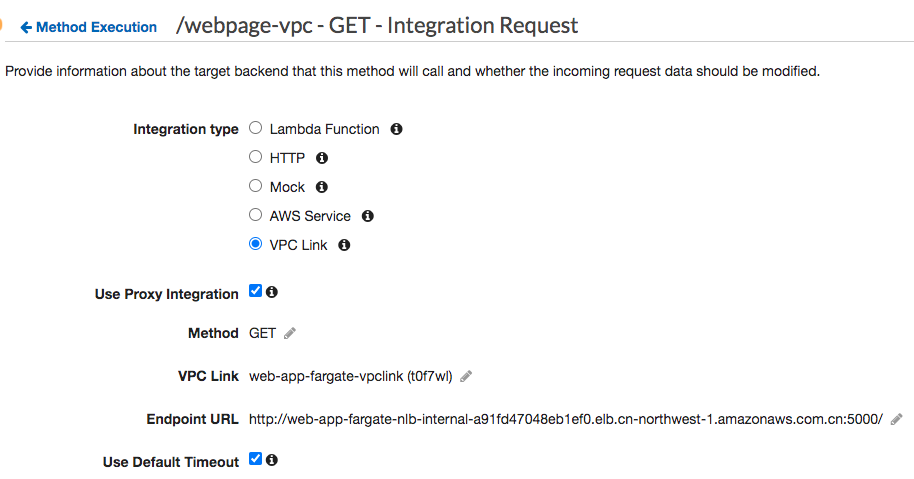 Method Execution /webpage-vpc - GET - Integration Request
Provide information about the target backend that this method will call and whether the incoming request data should be modified.
Integration type Lambda Function
HTTP
Mock
AWS Service
VPC Link
Use Proxy Integration
Method GET
VPC Link web-app-fargate-vpclink (t0f7wl)
Endpoint URL http://web-app-fargate-nlb-internal-a91fd47048eb1ef0.elb.cn-northwest-1.amazonaws.com.cn:5000/
Use Default Timeout